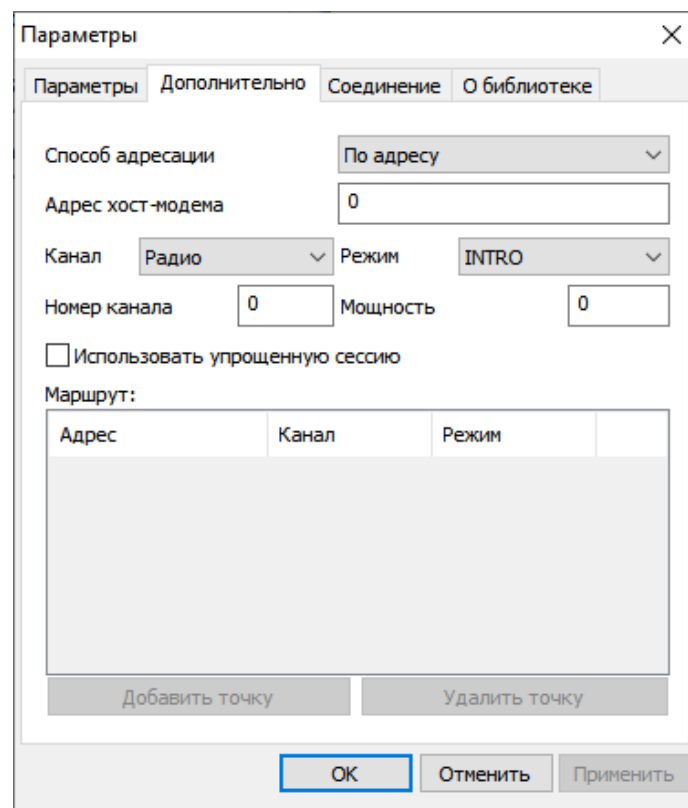 Параметры
Параметры Дополнительно Соединение О библиотеке
Способ адресации По адресу
Адрес хост-модема 0
Канал Радио Режим INTRO
Номер канала 0 Мощность 0
Использовать упрощенную сессию
Маршрут:
Адрес Канал Режим
Добавить точку Удалить точку
OK Отменить Применить